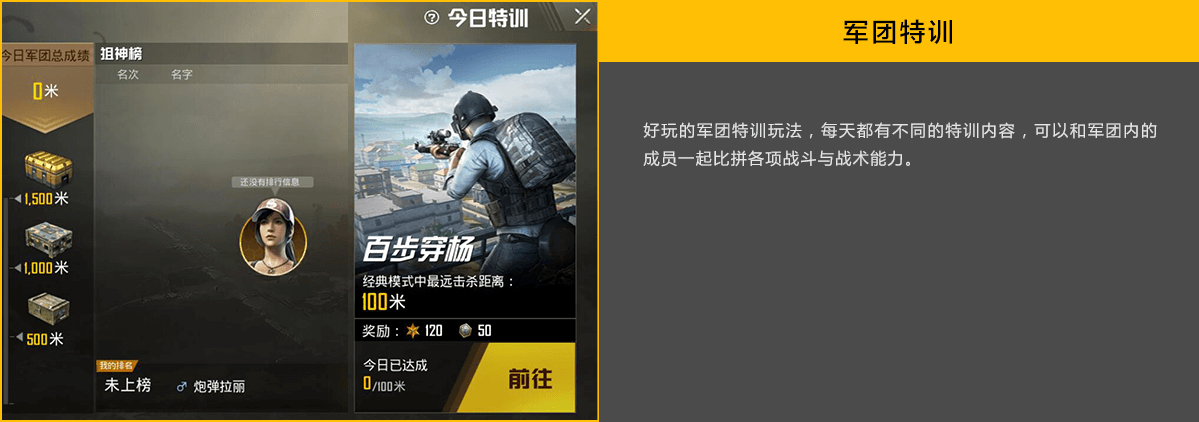 ? 今日特训
今日军团总成绩
0米
1,500米
1,000米
500米
狙神榜
名次 名字
还没有排行信息
我的排名
未上榜 ♂ 炮弹拉丽
百步穿杨
经典模式中最远击杀距离：
100米
奖励： 120 50
今日已达成
0/100米
前往
军团特训
好玩的军团特训玩法，每天都有不同的特训内容，可以和军团内的
成员一起比拼各项战斗与战术能力。